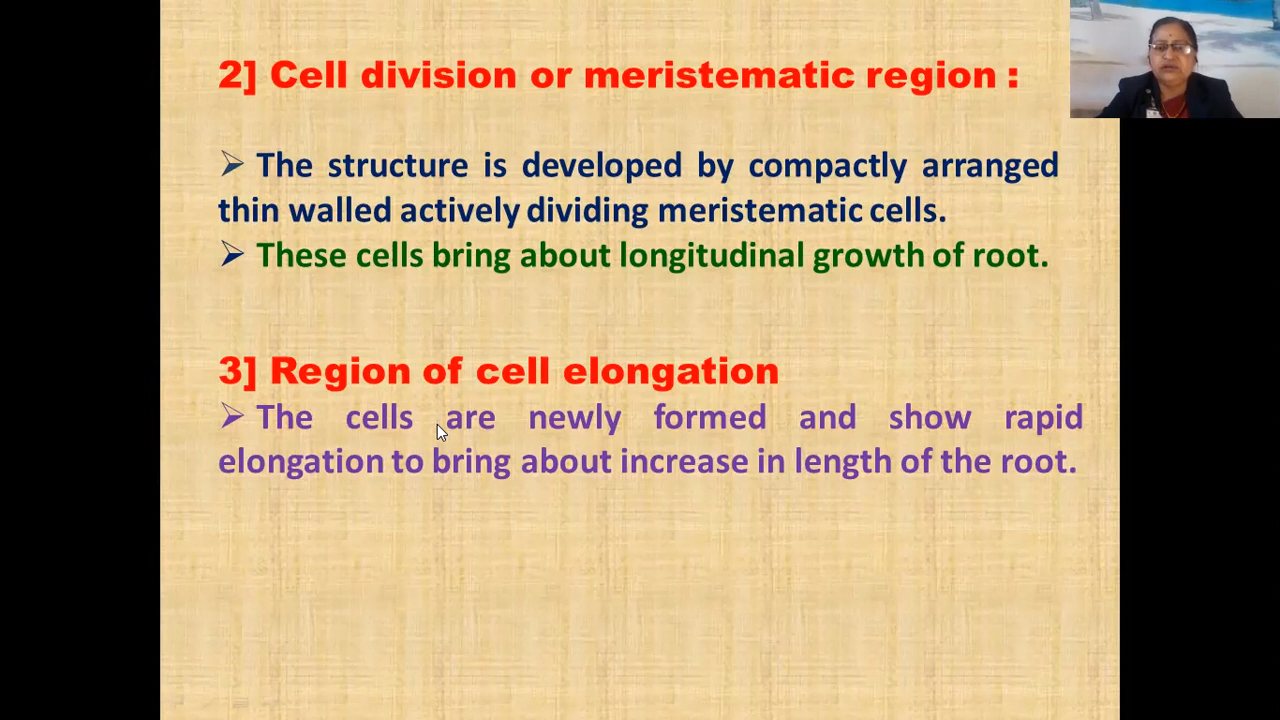 2] Cell division or meristematic region :
➢ The structure is developed by compactly arranged
thin walled actively dividing meristematic cells.
➢ These cells bring about longitudinal growth of root.
3] Region of cell elongation
➢ The cells are newly formed and show rapid
elongation to bring about increase in length of the root.